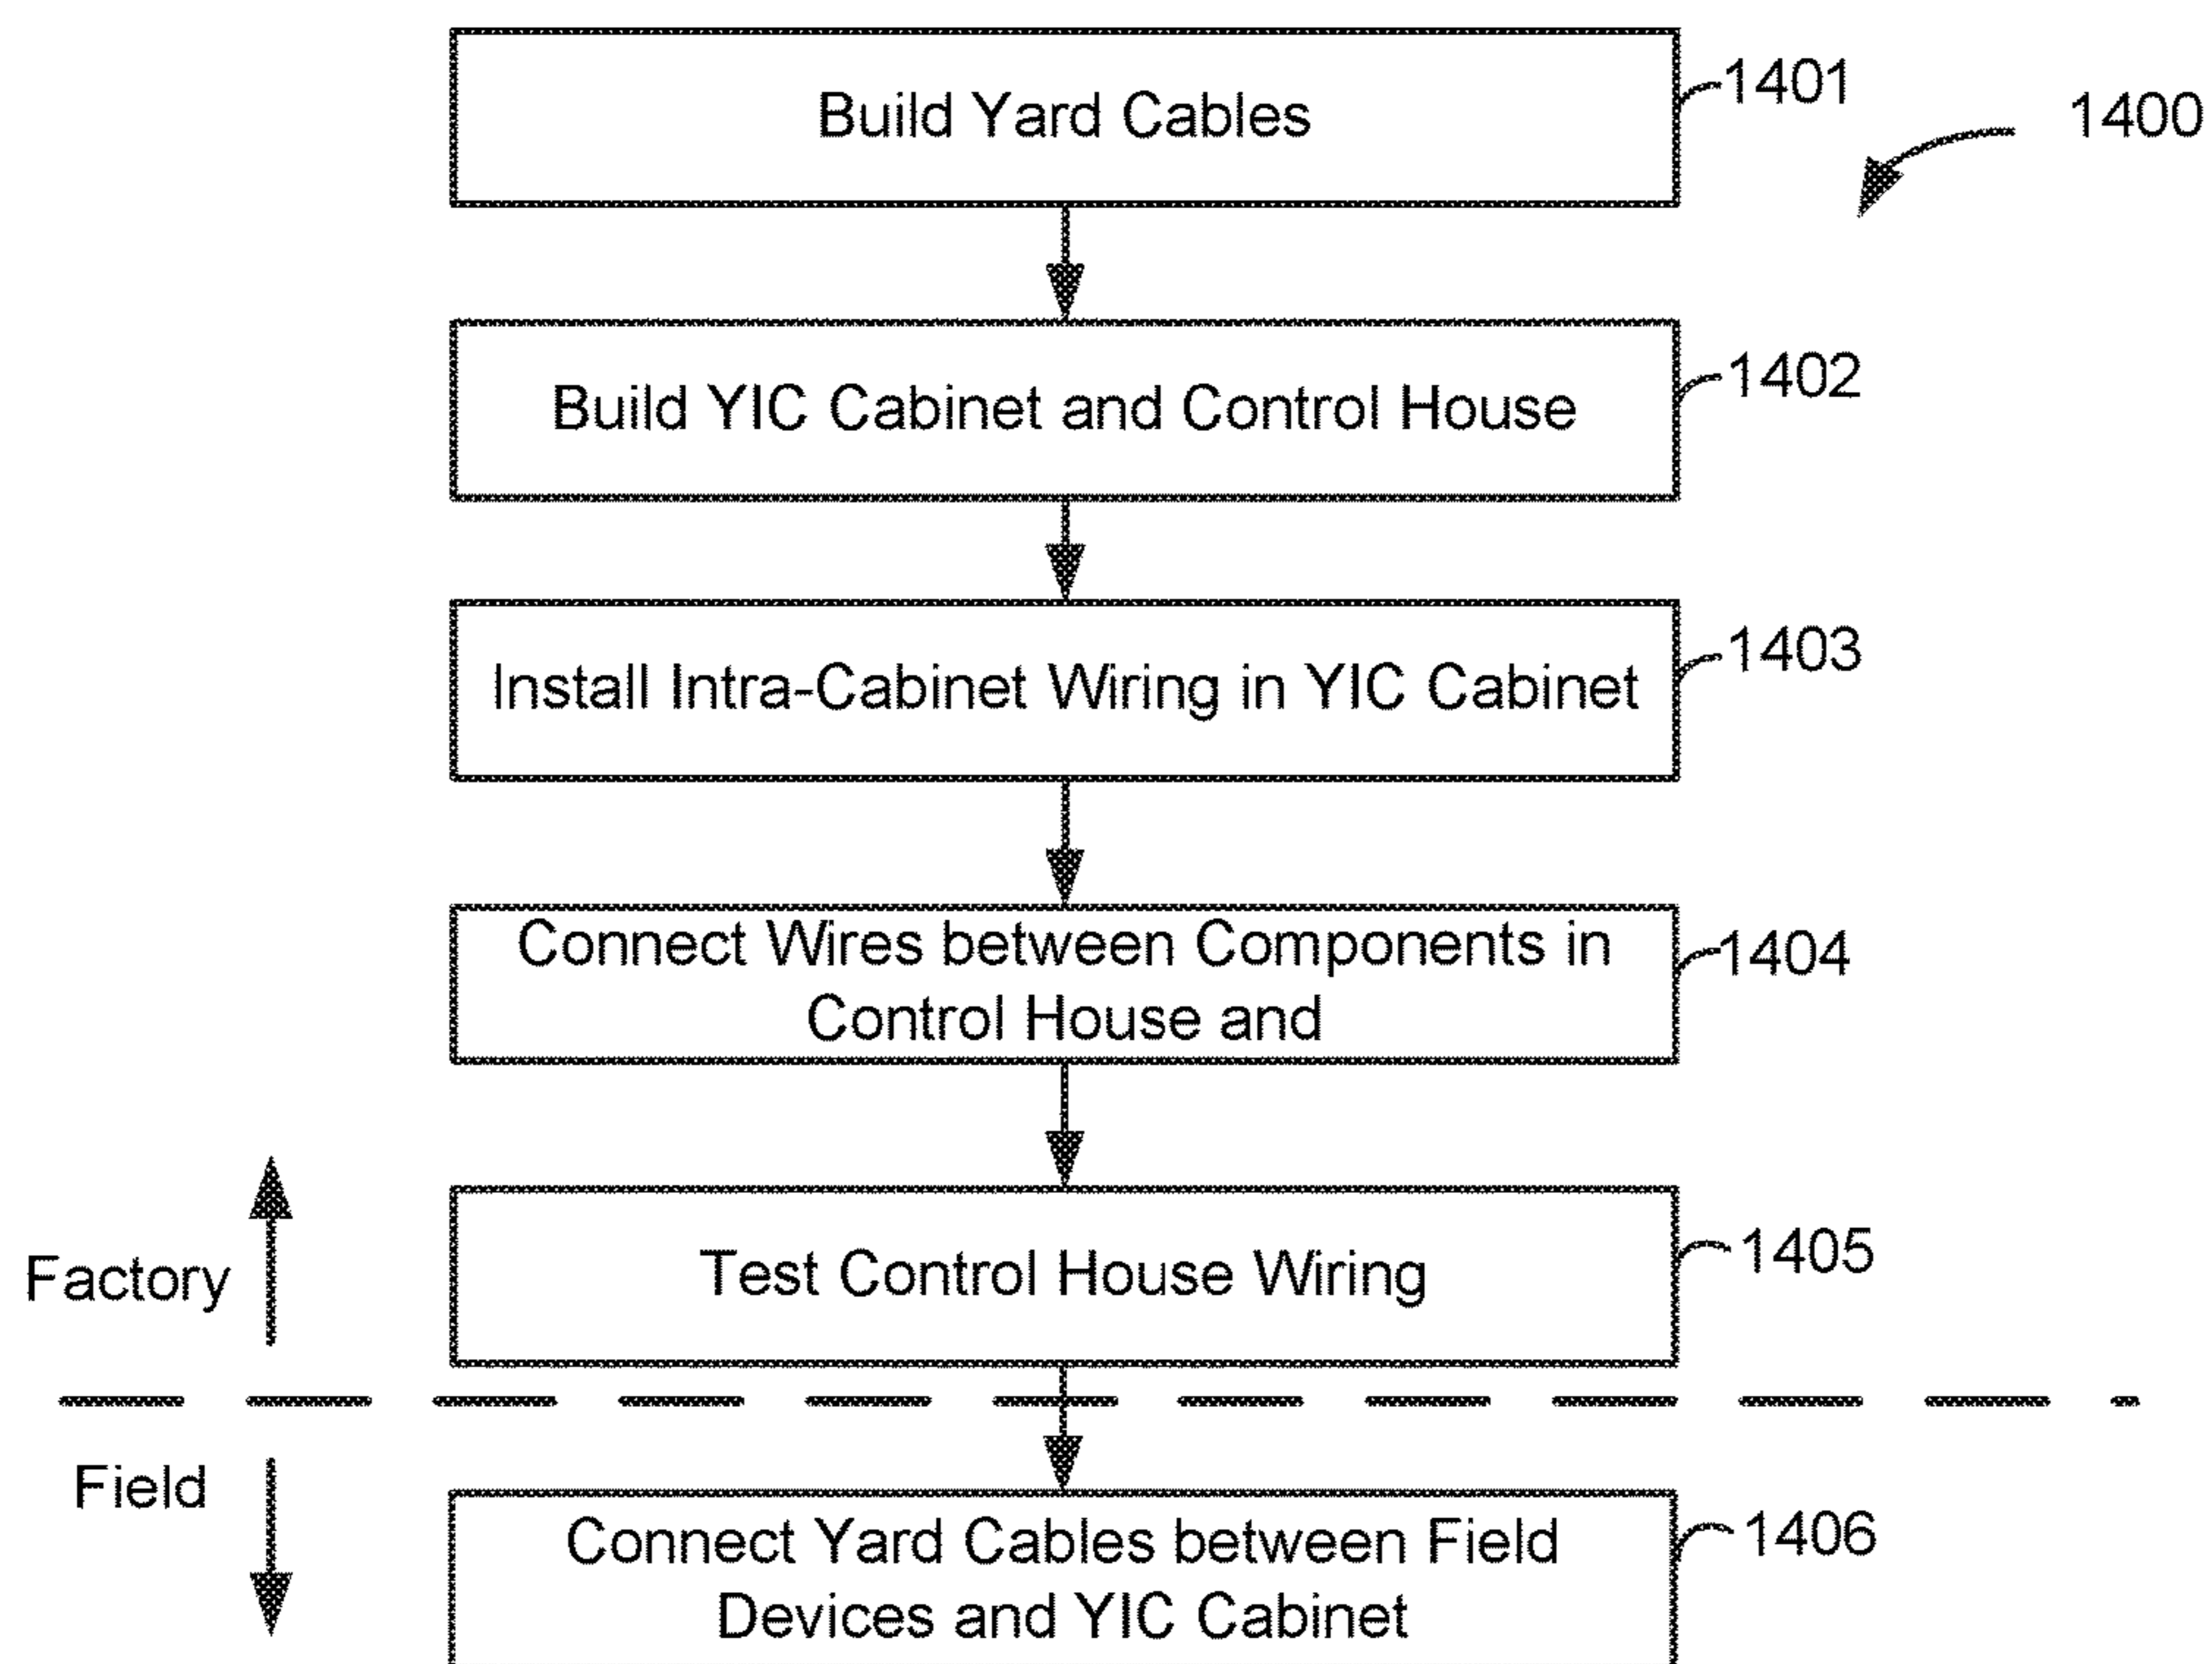 Build Yard Cables
1401
1400
Build YIC Cabinet and Control House
1402
Install Intra-Cabinet Wiring in YIC Cabinet
1403
Connect Wires between Components in
Control House and
1404
Test Control House Wiring
1405
Factory
Field
Connect Yard Cables between Field
Devices and YIC Cabinet
1406